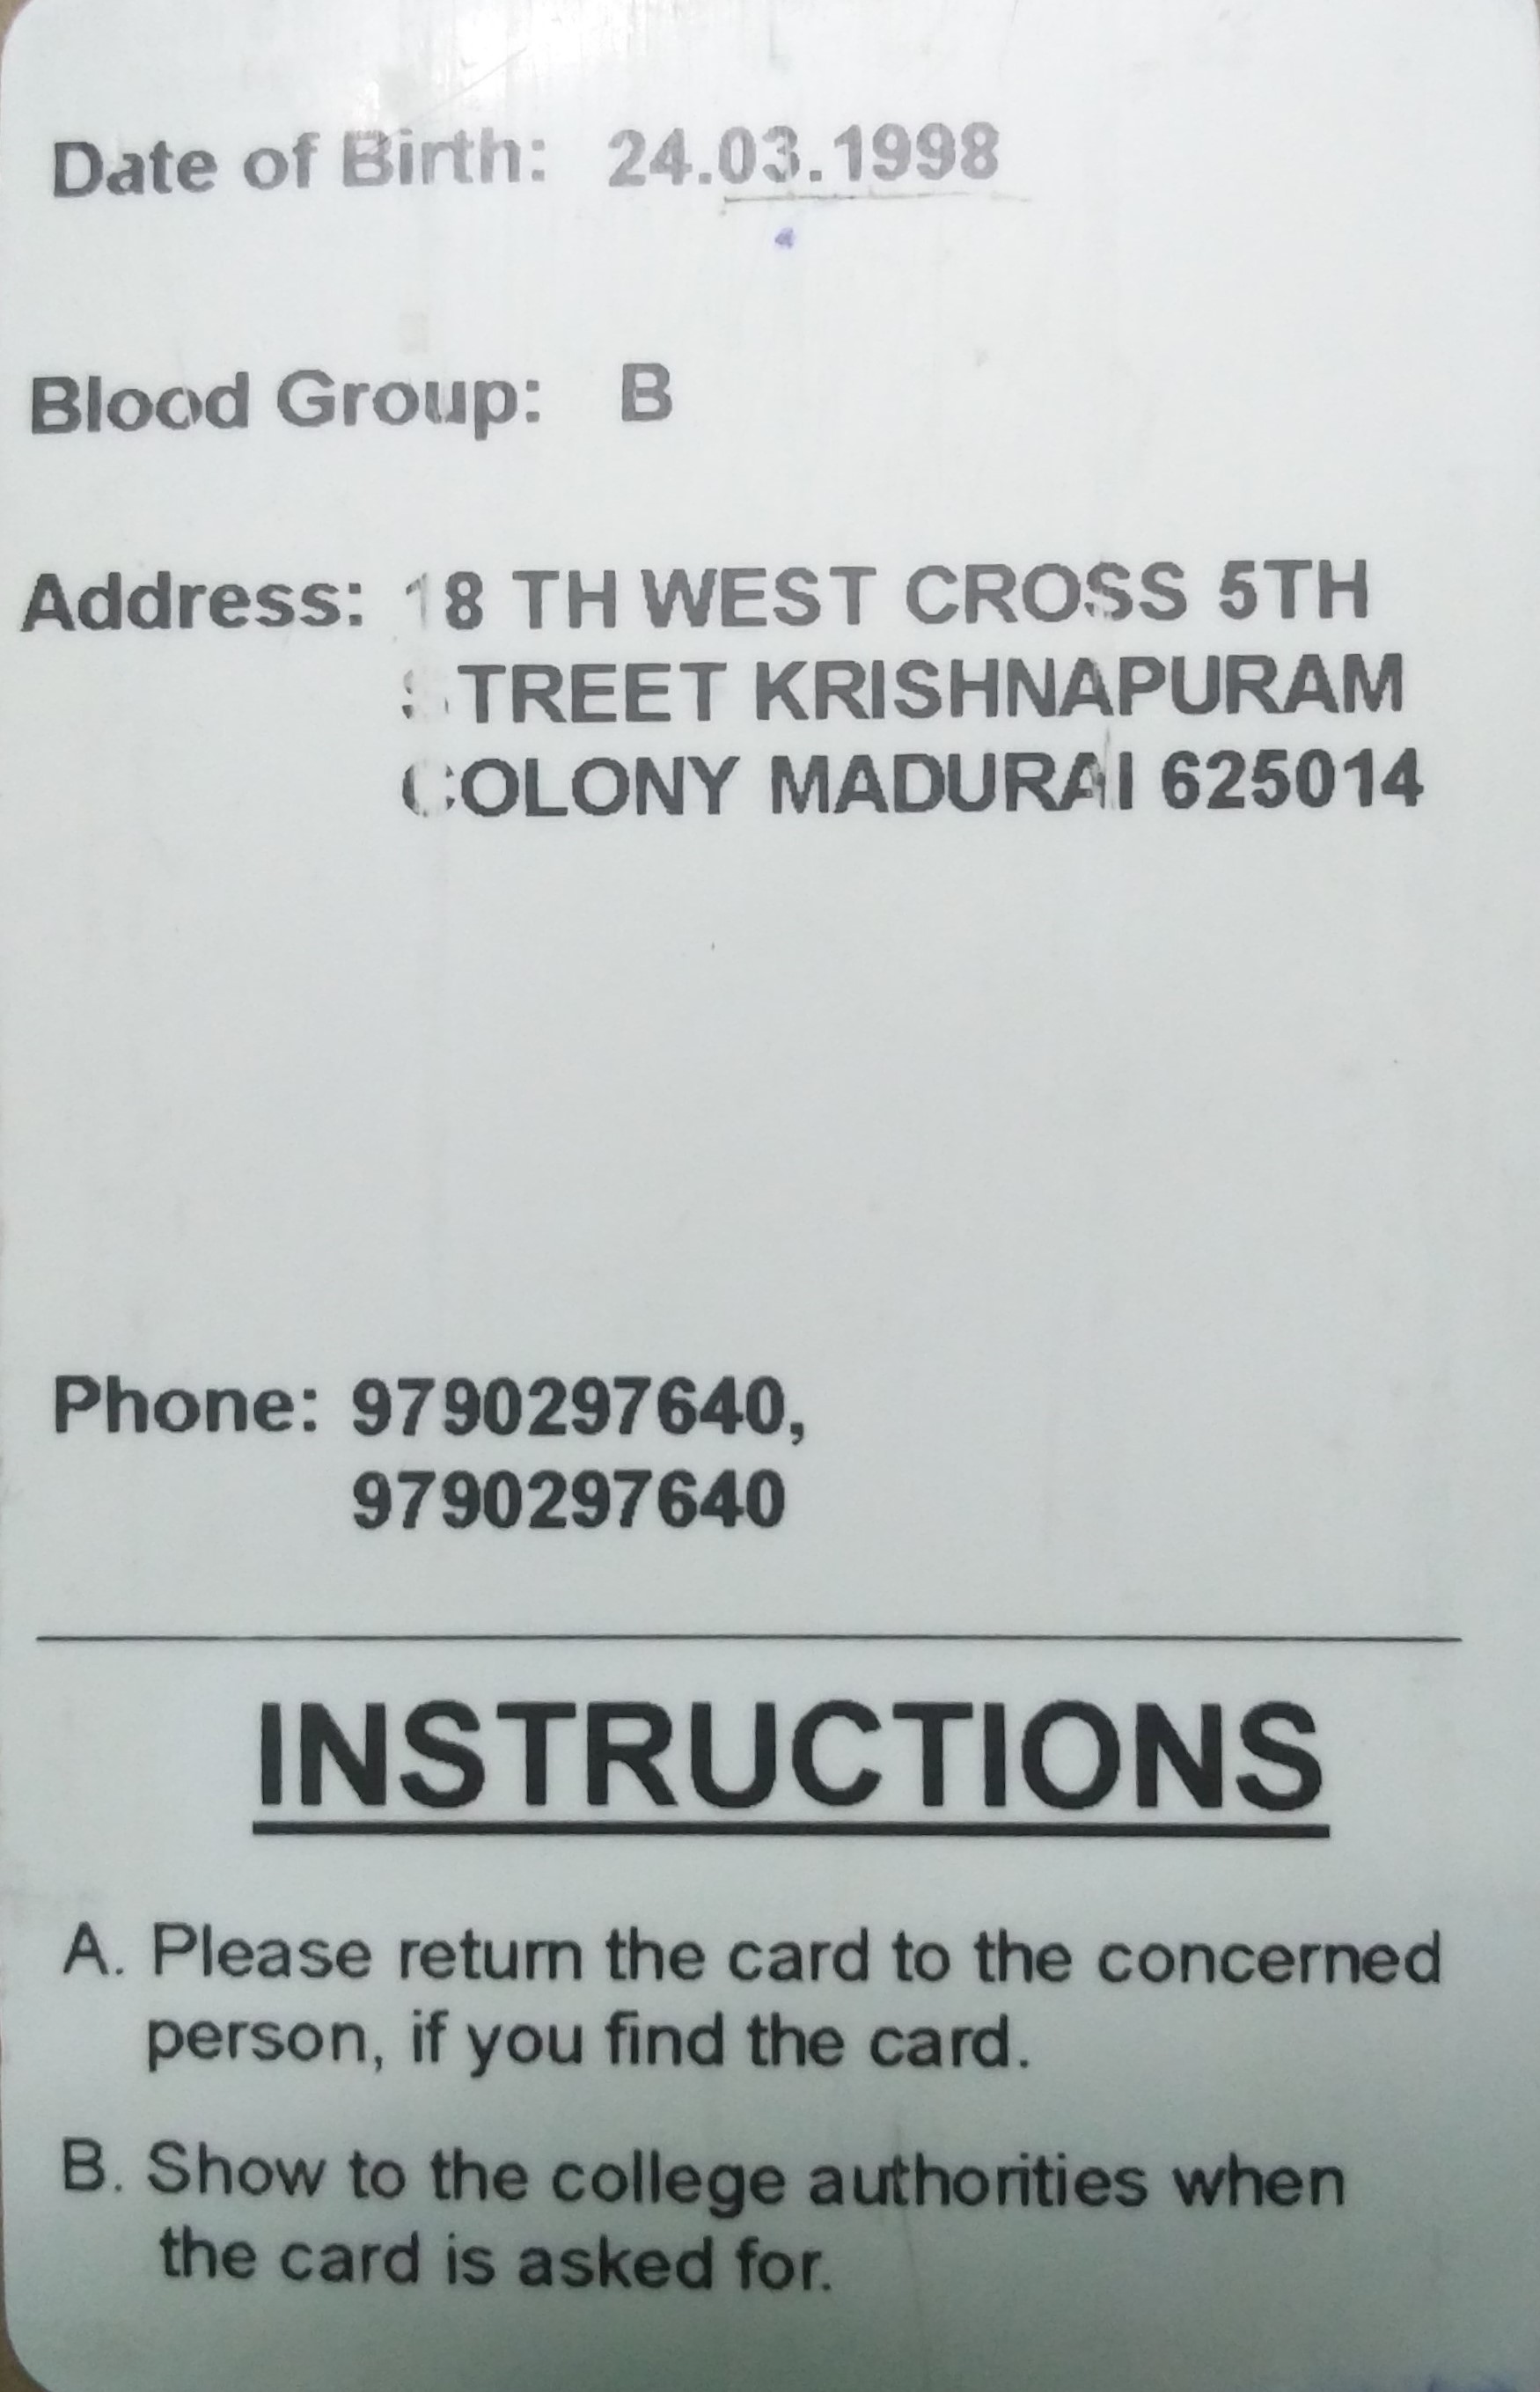 Date of Birth: 24.03.1998
Blood Group: B
Address: 18 TH WEST CROSS 5TH
STREET KRISHNAPURAM
COLONY MADURAI 625014
Phone: 9790297640,
9790297640
INSTRUCTIONS
A. Please return the card to the concerned
person, if you find the card.
B. Show to the college authorities when
the card is asked for.